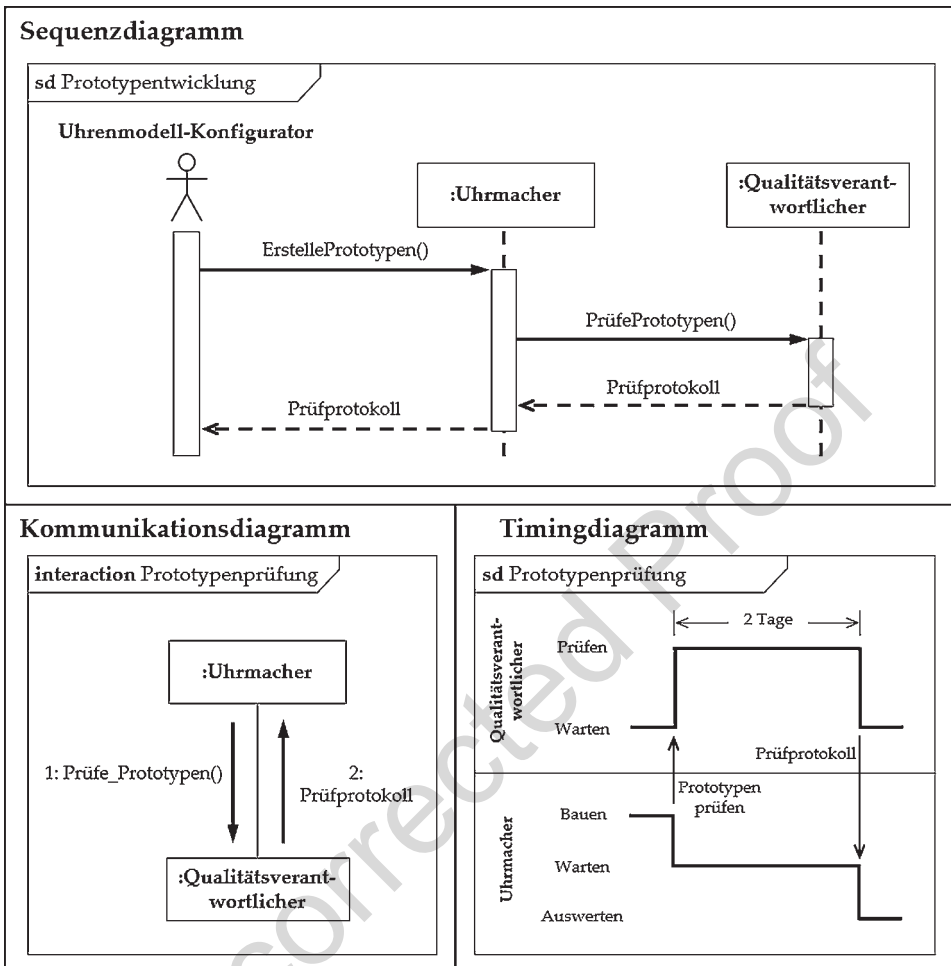 Sequenzdiagramm
sd Prototypentwicklung
Uhrenmodell-Konfigurator
:Uhrmacher
:Qualitätsverant-
wortlicher
ErstellePrototypen()
PrüfePrototypen()
Prüfprotokoll
Prüfprotokoll
Kommunikationsdiagramm
interaction Prototypenprüfung
:Uhrmacher
1: Prüfe_Prototypen()
2:
Prüfprotokoll
:Qualitätsverant-
wortlicher
Timingdiagramm
sd Prototypenprüfung
Qualitätsverant-
wortlicher
2 Tage
Prüfen
Warten
Prüfprotokoll
Prototypen
prüfen
Uhrmacher
Bauen
Warten
Auswerten
corrected Proof